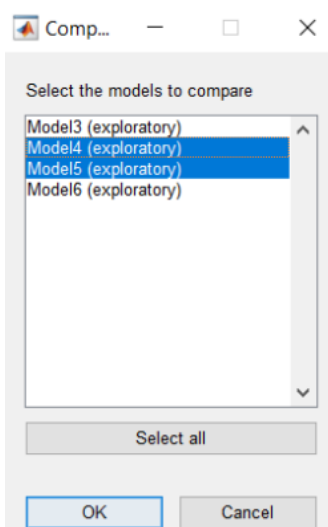 Comp...
Select the models to compare
Model3 (exploratory)
Model4 (exploratory)
Model5 (exploratory)
Model6 (exploratory)
Select all
OK Cancel